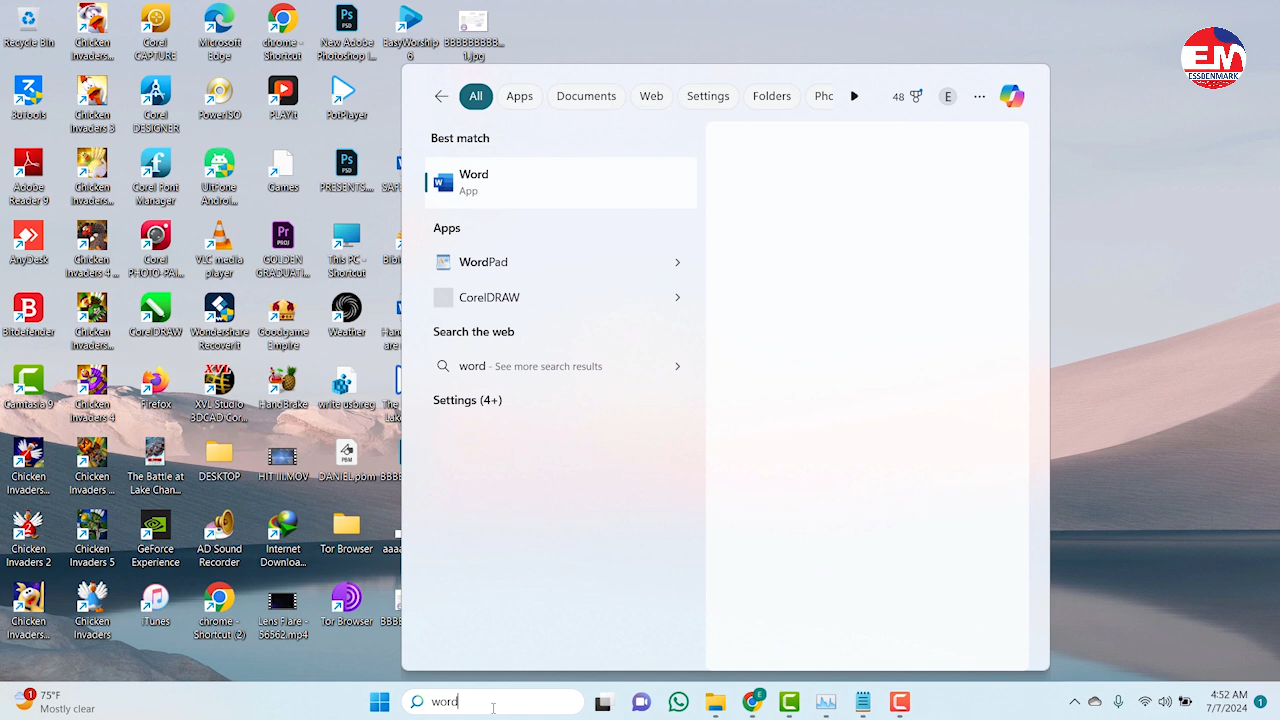 Recycle Bin
Chicken
Invaders 3
Corel
CAPTURE
Microsoft
Edge
chrome -
Shortcut
New Adobe
Photoshop I...
EasyWorship
6
BBBBBBBBB...
1.jpg
EM
ESSDENMARK
All
Apps
Documents
Web
Settings
Folders
Pho
48
E
3uTools
Chicken
Invaders 3
Corel
DESIGNER
PowerISO
PLAYit
PotPlayer
Best match
Word
App
Adobe
Reader 9
Chicken
Corel Font
Manager
UltFone
Androi...
Games
PRESENTS...
Apps
WordPad
CorelDRAW
AnyDesk
Chicken
Invaders 4 ...
Corel
PHOTO-PAI...
VLC media
player
GOLDEN
GRADUATI...
This PC -
Shortcut
Search the web
word - See more search results
Settings (4+)
Bitdefender
Chicken
CorelDRAW
Wondershare
Recoverit
Goodgame
Empire
Weather
Camtasia 9
Chicken
Invaders 4
Firefox
XVL Studio
3DCAD Cor...
HandBrake
write usb.reg
Chicken
Invaders...
Chicken
Invaders ...
The Battle at
Lake Chan...
DESKTOP
HIT III.MOV
DANIEL.pbm
Chicken
Invaders 2
Chicken
Invaders 5
GeForce
Experience
AD Sound
Recorder
Internet
Downloa...
Tor Browser
Chicken
Invaders...
Chicken
Invaders
iTunes
chrome -
Shortcut (2)
Lens Flare -
56562.mp4
Tor Browser
1
75°F
Mostly clear
word
4:52 AM
7/7/2024
1